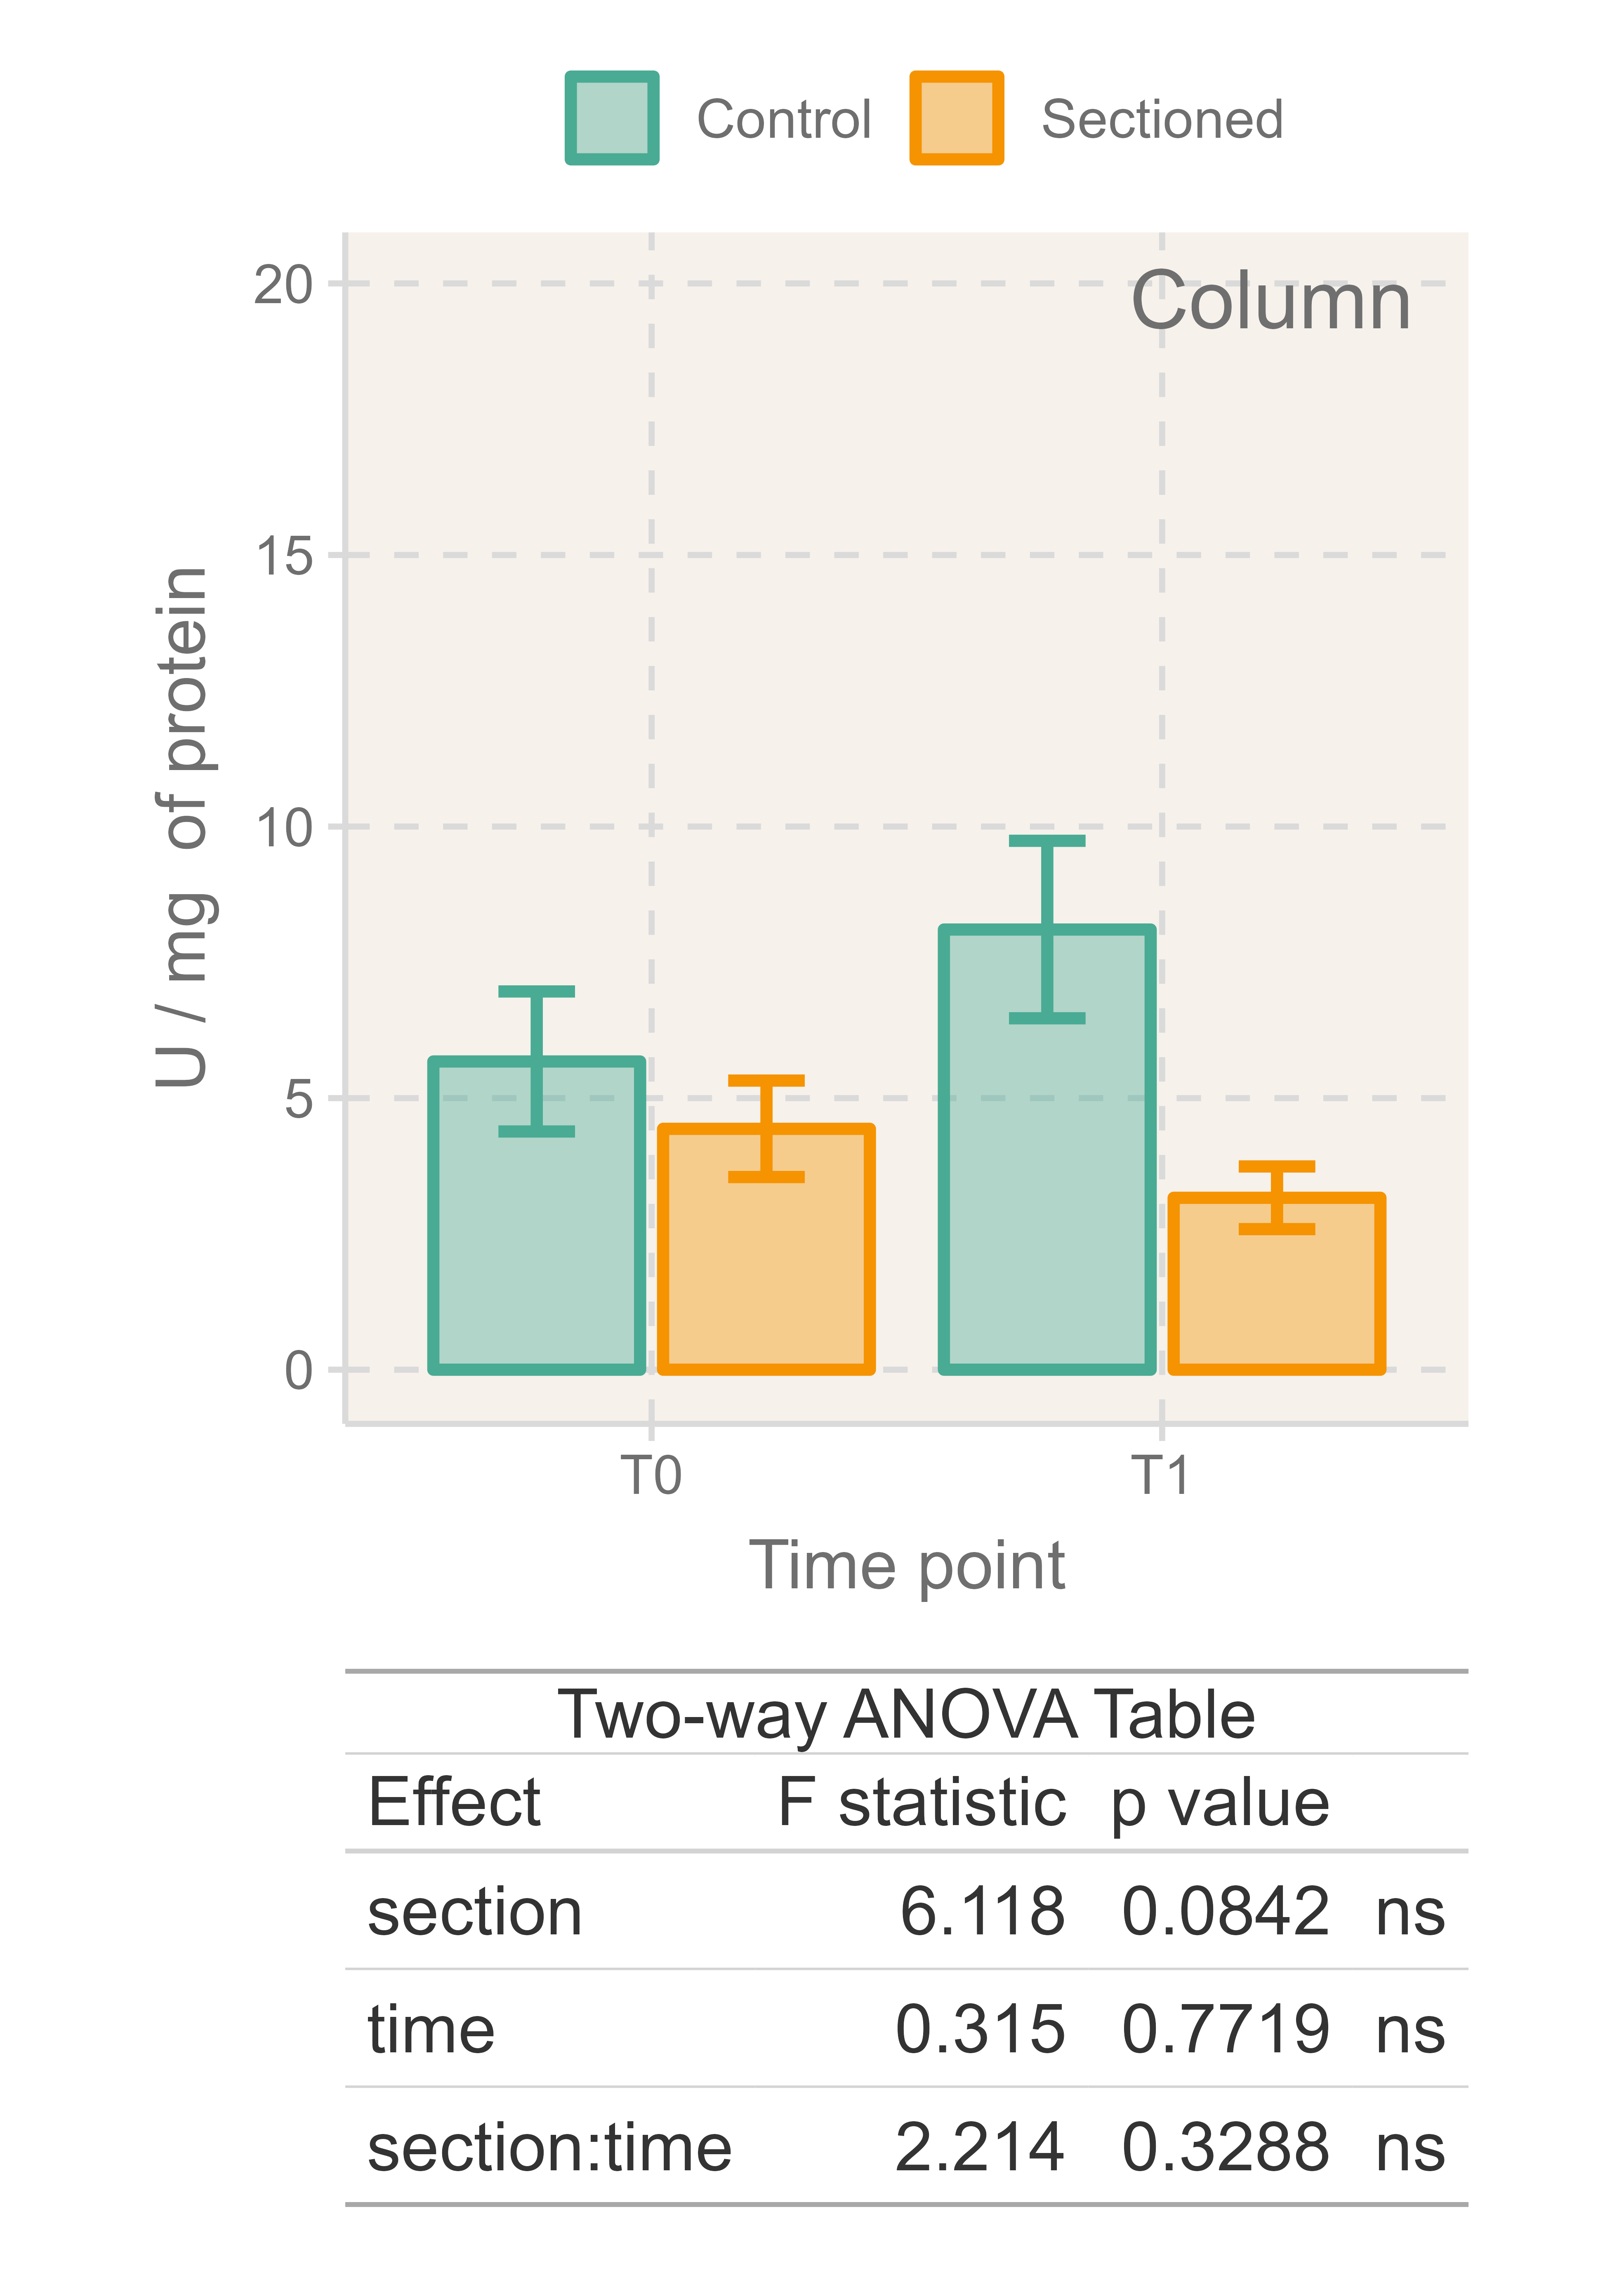 Control Sectioned
Column
20
15
10
5
0
U / mg of protein
T0 T1
Time point
Two-way ANOVA Table
Effect F statistic p value
section 6.118 0.0842 ns
time 0.315 0.7719 ns
section:time 2.214 0.3288 ns